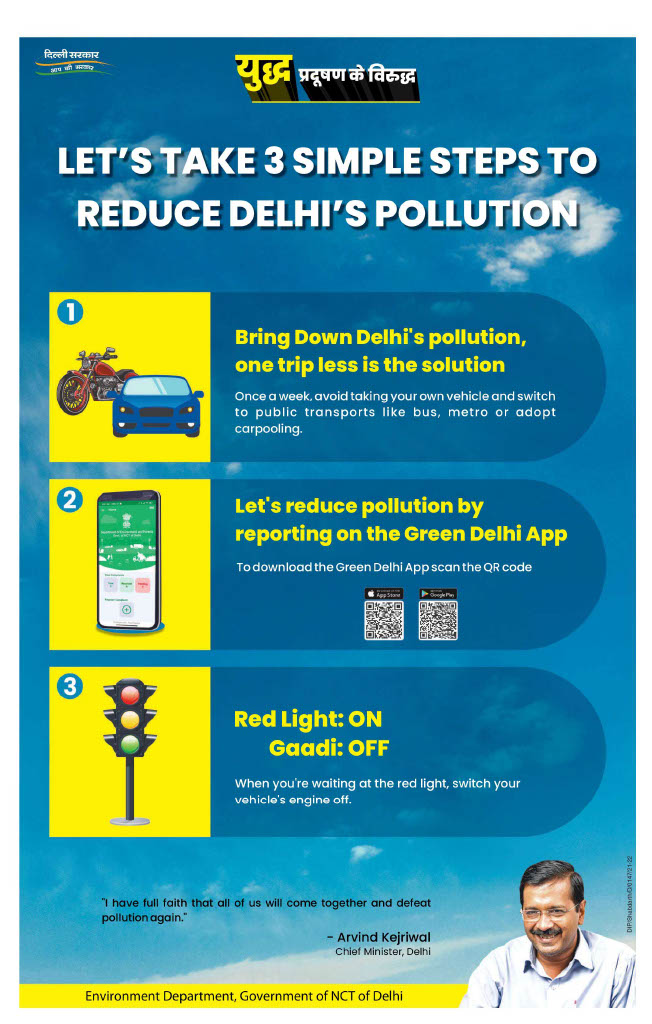 दिल्ली सरकार
आप की सरकार
युद्ध प्रदूषण के विरुद्ध
LET'S TAKE 3 SIMPLE STEPS TO
REDUCE DELHI'S POLLUTION
1
Bring Down Delhi's pollution,
one trip less is the solution
Once a week, avoid taking your own vehicle and switch
to public transports like bus, metro or adopt
carpooling.
2
Let's reduce pollution by
reporting on the Green Delhi App
To download the Green Delhi App scan the QR code
App Store
Google Play
3
Red Light: ON
Gaadi: OFF
When you're waiting at the red light, switch your
vehicle's engine off.
"I have full faith that all of us will come together and defeat
pollution again."
- Arvind Kejriwal
Chief Minister, Delhi
Environment Department, Government of NCT of Delhi